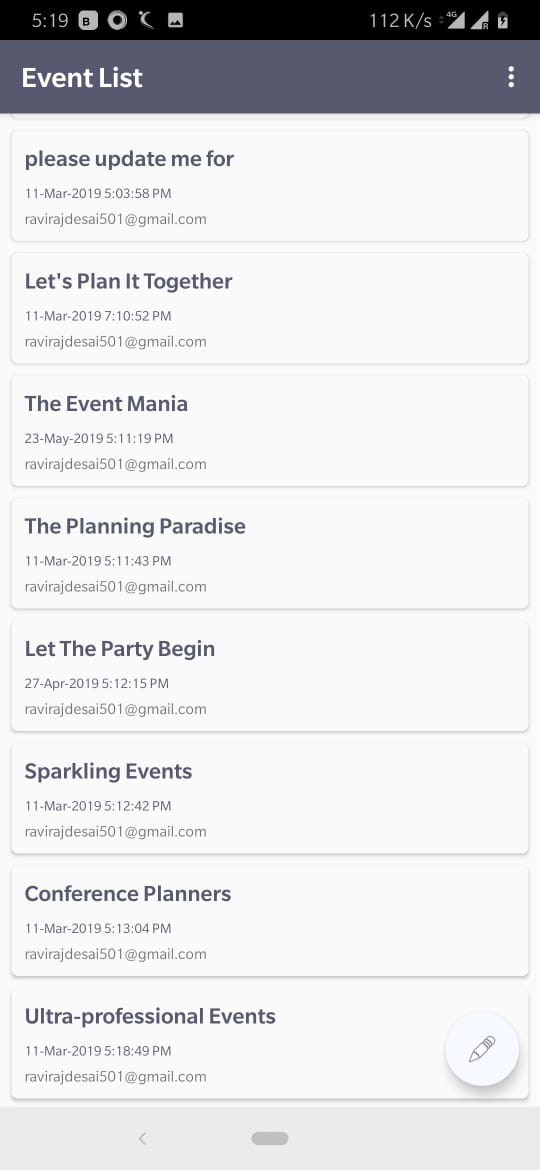 5:19
B
112 K/s
4G
R
Event List
please update me for
11-Mar-2019 5:03:58 PM
ravirajdesai501@gmail.com
Let's Plan It Together
11-Mar-2019 7:10:52 PM
ravirajdesai501@gmail.com
The Event Mania
23-May-2019 5:11:19 PM
ravirajdesai501@gmail.com
The Planning Paradise
11-Mar-2019 5:11:43 PM
ravirajdesai501@gmail.com
Let The Party Begin
27-Apr-2019 5:12:15 PM
ravirajdesai501@gmail.com
Sparkling Events
11-Mar-2019 5:12:42 PM
ravirajdesai501@gmail.com
Conference Planners
11-Mar-2019 5:13:04 PM
ravirajdesai501@gmail.com
Ultra-professional Events
11-Mar-2019 5:18:49 PM
ravirajdesai501@gmail.com